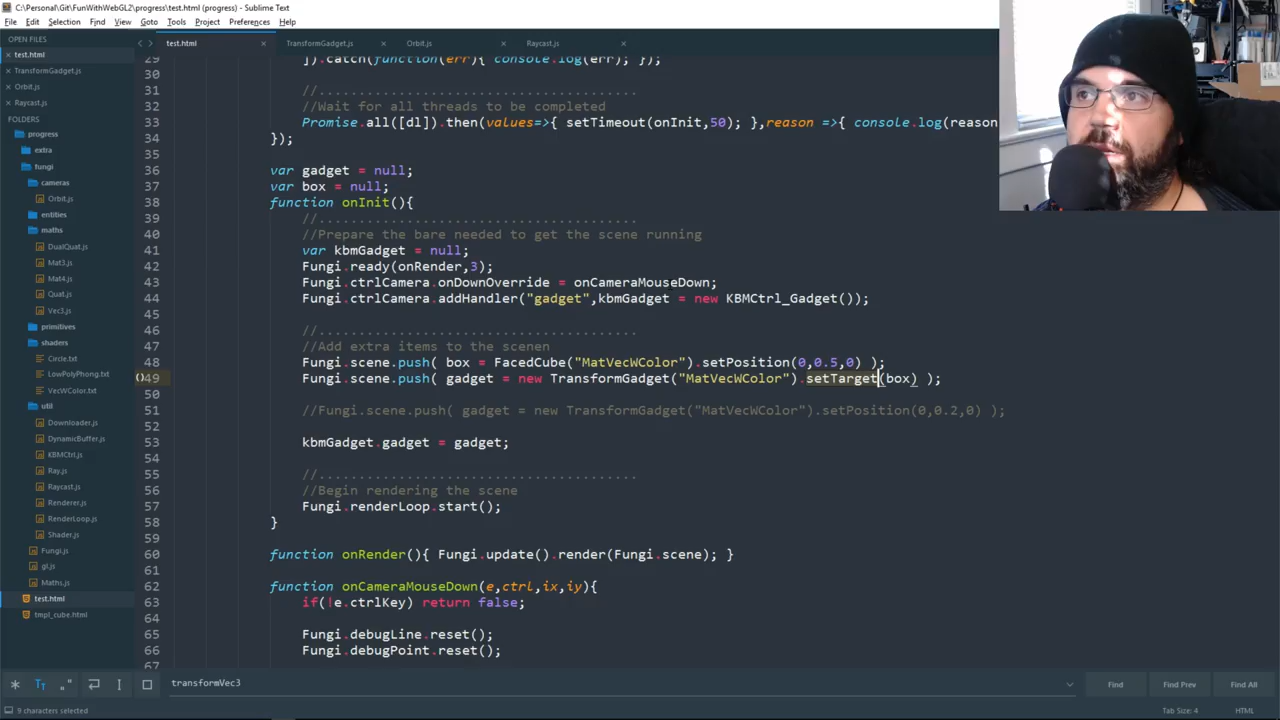 C:\Personal\Git\FunWithWebGL2\progress\test.html (progress) - Sublime Text
File Edit Selection Find View Goto Tools Project Preferences Help
OPEN FILES
test.html
TransformGadget.js
Orbit.js
Raycast.js
FOLDERS
progress
extra
fungi
cameras
Orbit.js
entities
maths
DualQuat.js
Mat3.js
Mat4.js
Quat.js
Vec3.js
primitives
shaders
Circle.txt
LowPolyPhong.txt
VecWColor.txt
util
Downloader.js
DynamicBuffer.js
KBMCtrl.js
Ray.js
Raycast.js
Renderer.js
RenderLoop.js
Shader.js
Fungi.js
gl.js
Maths.js
test.html
tmpl_cube.html
test.html TransformGadget.js Orbit.js Raycast.js
29 ]).catch(function(err){ console.log(err); });
30
31 //........................................
32 //Wait for all threads to be completed
33 Promise.all([dl]).then(values=>{ setTimeout(onInit,50); },reason =>{ console.log(reason
34 });
35
36 var gadget = null;
37 var box = null;
38 function onInit(){
39 //........................................
40 //Prepare the bare needed to get the scene running
41 var kbmGadget = null;
42 Fungi.ready(onRender,3);
43 Fungi.ctrlCamera.onDownOverride = onCameraMouseDown;
44 Fungi.ctrlCamera.addHandler("gadget",kbmGadget = new KBMCtrl_Gadget());
45
46 //........................................
47 //Add extra items to the scenen
48 Fungi.scene.push( box = FacedCube("MatVecWColor").setPosition(0,0.5,0) );
49 Fungi.scene.push( gadget = new TransformGadget("MatVecWColor").setTarget(box) );
50
51 //Fungi.scene.push( gadget = new TransformGadget("MatVecWColor").setPosition(0,0.2,0) );
52
53 kbmGadget.gadget = gadget;
54
55 //........................................
56 //Begin rendering the scene
57 Fungi.renderLoop.start();
58 }
59
60 function onRender(){ Fungi.update().render(Fungi.scene); }
61
62 function onCameraMouseDown(e,ctrl,ix,iy){
63 if(!e.ctrlKey) return false;
64
65 Fungi.debugLine.reset();
66 Fungi.debugPoint.reset();
67
transformVec3
Find Find Prev Find All
9 characters selected Tab Size: 4 HTML